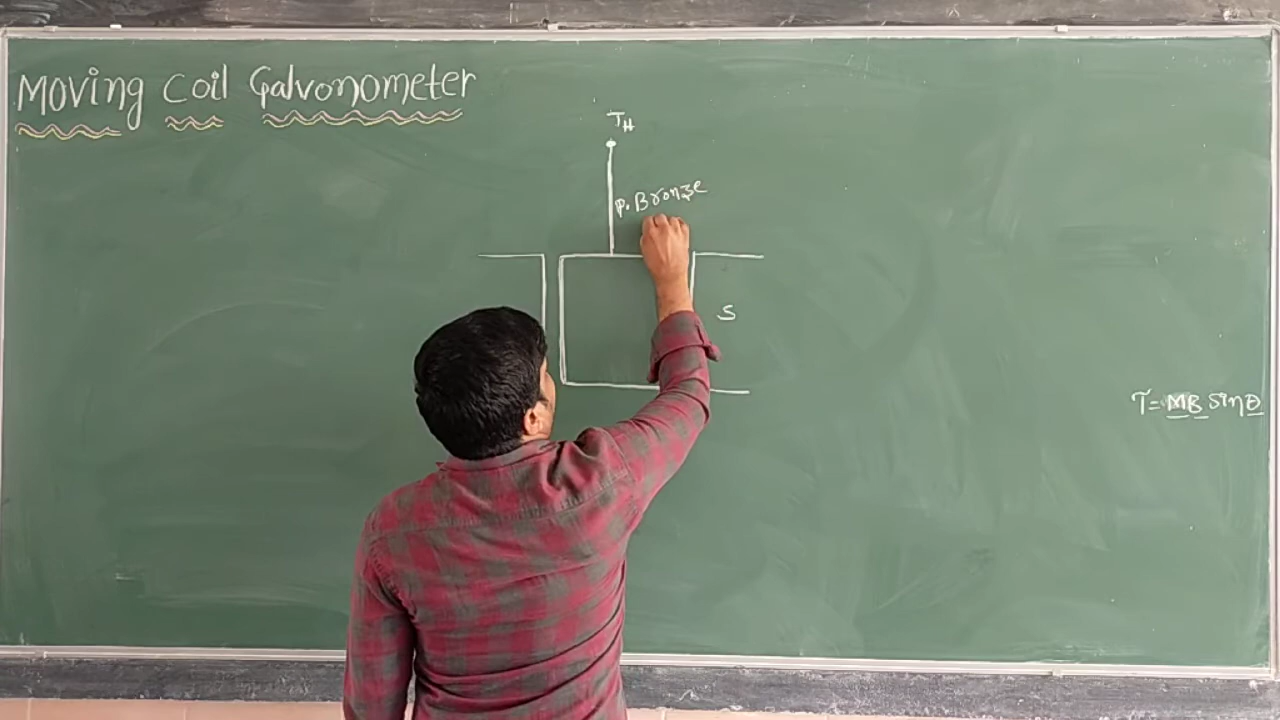 Moving Coil Galvonometer
TH
P. Bronze
S
τ = MB sinθ